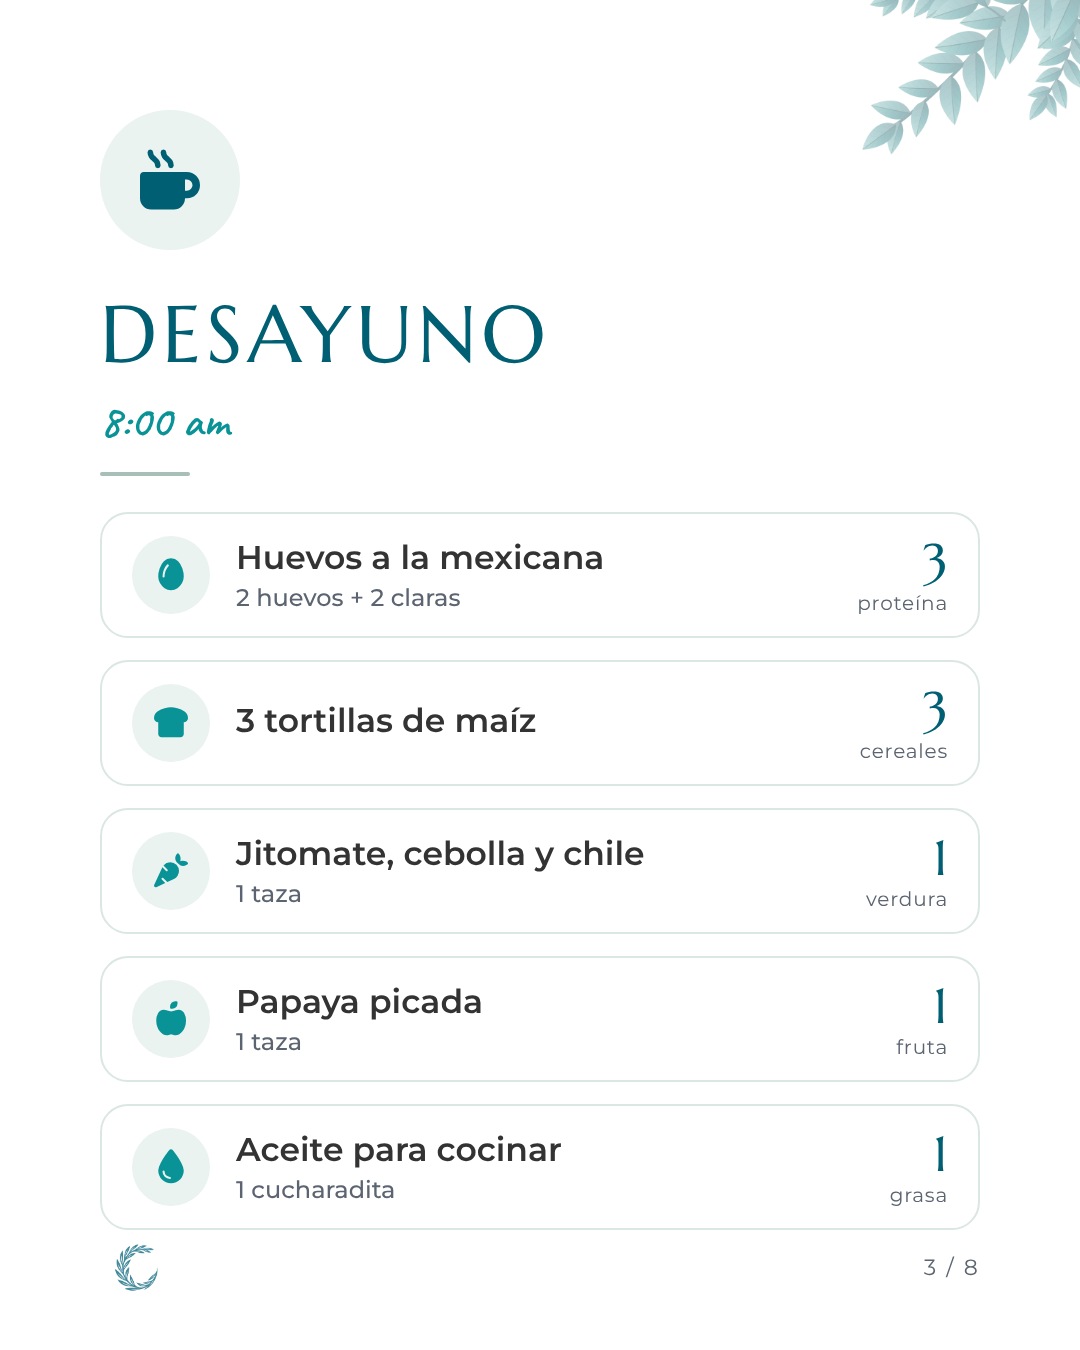 DESAYUNO
8:00 am
Huevos a la mexicana
2 huevos + 2 claras
3
proteína
3 tortillas de maíz
3
cereales
Jitomate, cebolla y chile
1 taza
1
verdura
Papaya picada
1 taza
1
fruta
Aceite para cocinar
1 cucharadita
1
grasa
3 / 8